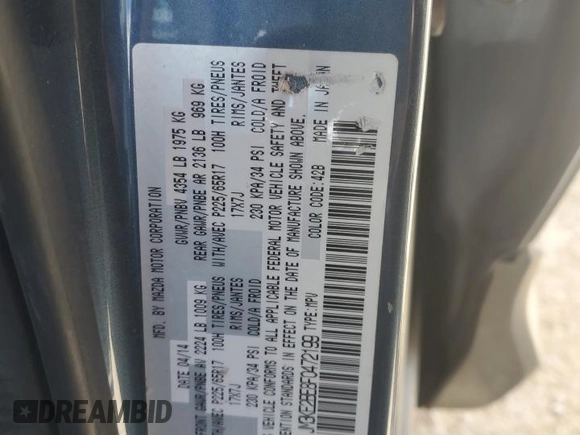 MFD. BY MAZDA MOTOR CORPORATION
DATE 04/14 GVWR/PNBV 4354 LB 1975 KG
FRONT GAWR/PNBE AV 2224 LB 1009 KG REAR GAWR/PNBE AR 2136 LB 969 KG
WITH/AVEC P225/65R17 100H TIRES/PNEUS WITH/AVEC P225/65R17 100H TIRES/PNEUS
17X7J RIMS/JANTES 17X7J RIMS/JANTES
230 KPA/34 PSI COLD/A FROID 230 KPA/34 PSI COLD/A FROID
VEHICLE CONFORMS TO ALL APPLICABLE FEDERAL MOTOR VEHICLE SAFETY AND THEFT
STANDARDS IN EFFECT ON THE DATE OF MANUFACTURE SHOWN ABOVE.
TYPE:MPV COLOR CODE:42B MADE IN JAPAN
DREAMBID